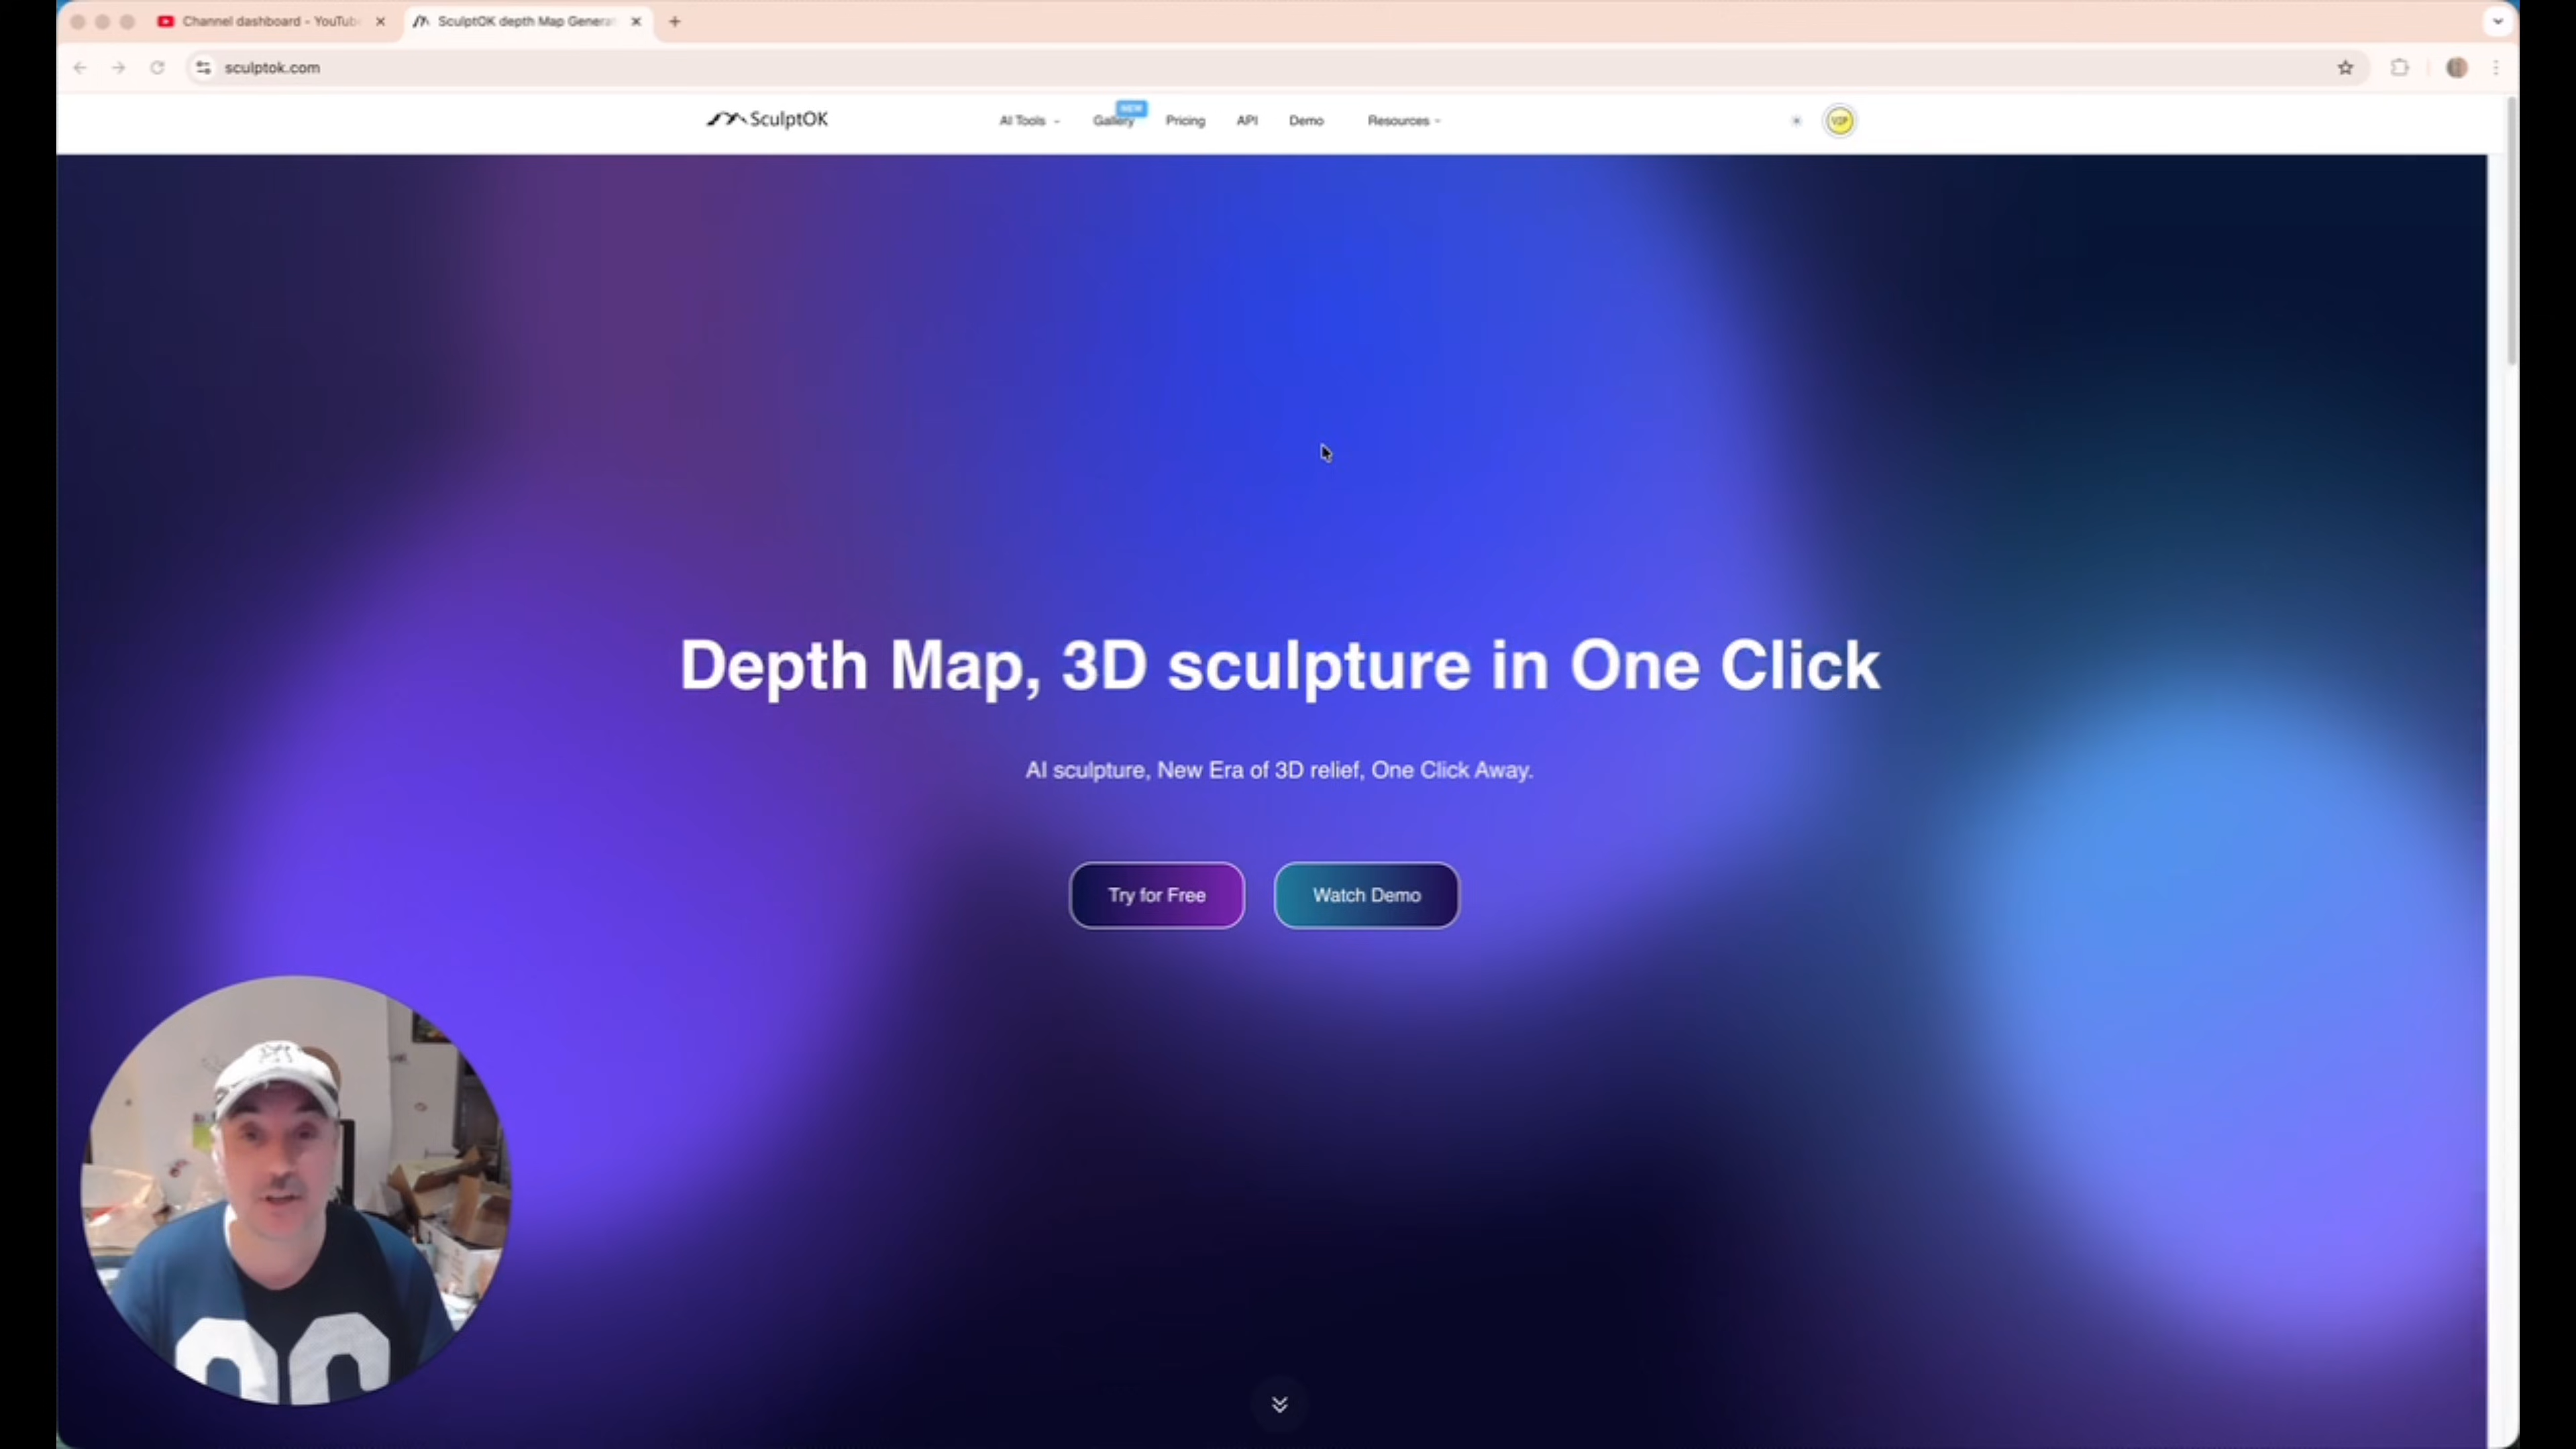 Channel dashboard - YouTub
SculptOK depth Map Genera
sculptok.com
SculptOK
AI Tools
Gallery
NEW
Pricing
API
Demo
Resources
VIP
Depth Map, 3D sculpture in One Click
AI sculpture, New Era of 3D relief, One Click Away.
Try for Free
Watch Demo